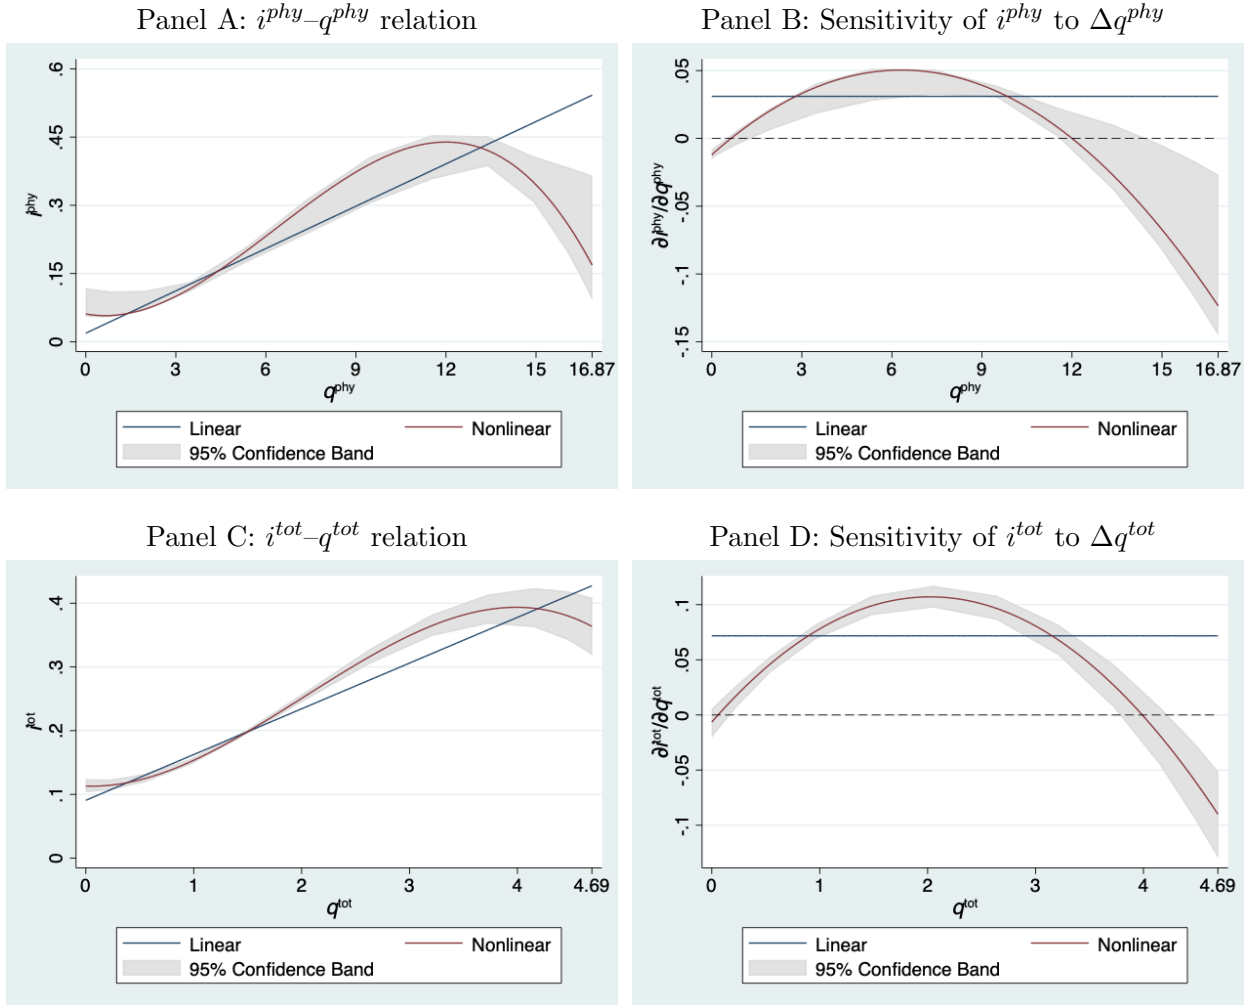 Panel A: i^phy–q^phy relation
.6
.45
.3
.15
0
i^phy
0 3 6 9 12 15 16.87
q^phy
Linear Nonlinear
95% Confidence Band
Panel B: Sensitivity of i^phy to Δq^phy
.05
0
-.05
-.1
-.15
∂i^phy/∂q^phy
0 3 6 9 12 15 16.87
q^phy
Linear Nonlinear
95% Confidence Band
Panel C: i^tot–q^tot relation
.4
.3
.2
.1
0
i^tot
0 1 2 3 4 4.69
q^tot
Linear Nonlinear
95% Confidence Band
Panel D: Sensitivity of i^tot to Δq^tot
.1
.05
0
-.05
-.1
∂i^tot/∂q^tot
0 1 2 3 4 4.69
q^tot
Linear Nonlinear
95% Confidence Band